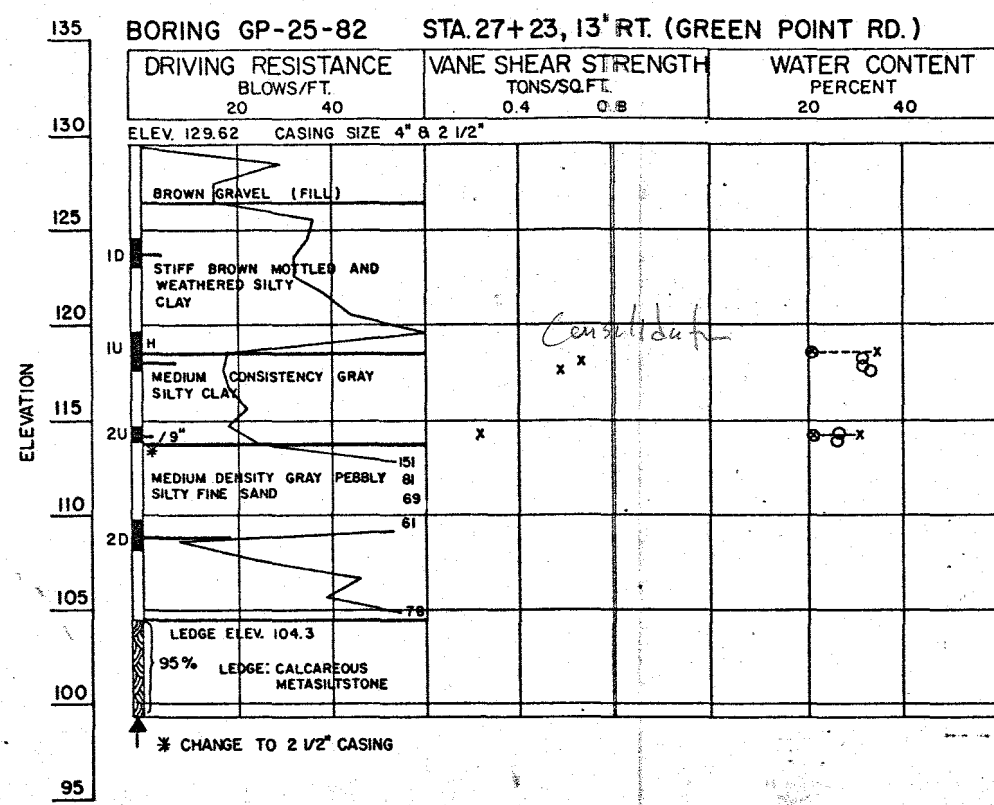 BORING GP-25-82 STA. 27+23, 13' RT. (GREEN POINT RD.)
DRIVING RESISTANCE
BLOWS/FT.
20 40
VANE SHEAR STRENGTH
TONS/SQ.FT.
0.4 0.8
WATER CONTENT
PERCENT
20 40
ELEV. 129.62 CASING SIZE 4" & 2 1/2"
ELEVATION
135
130
125
120
115
110
105
100
95
BROWN GRAVEL (FILL)
1D
STIFF BROWN MOTTLED AND
WEATHERED SILTY
CLAY
1U H
Consolidation
MEDIUM CONSISTENCY GRAY
SILTY CLAY
2U /9"
*
151
MEDIUM DENSITY GRAY PEBBLY 81
SILTY FINE SAND 69
61
2D
78
LEDGE ELEV. 104.3
95% LEDGE: CALCAREOUS
METASILTSTONE
* CHANGE TO 2 1/2" CASING